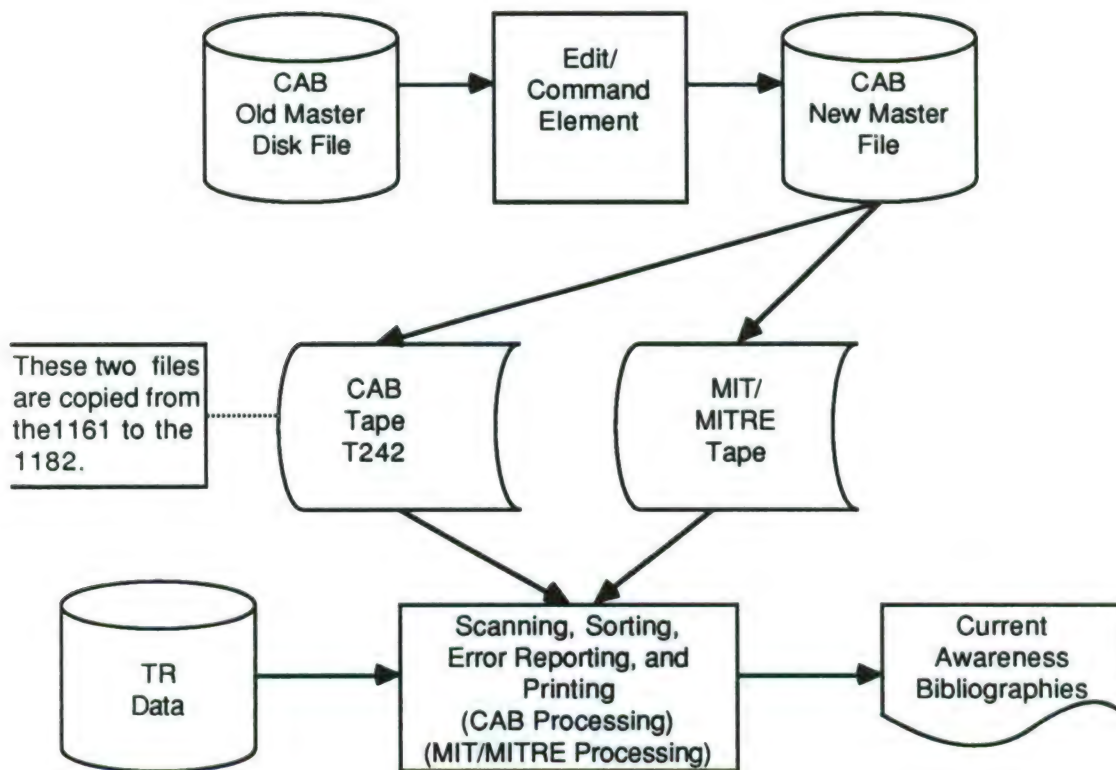 CAB
Old Master
Disk File
Edit/
Command
Element
CAB
New Master
File
These two files
are copied from
the1161 to the
1182.
CAB
Tape
T242
MIT/
MITRE
Tape
TR
Data
Scanning, Sorting,
Error Reporting, and
Printing
(CAB Processing)
(MIT/MITRE Processing)
Current
Awareness
Bibliographies